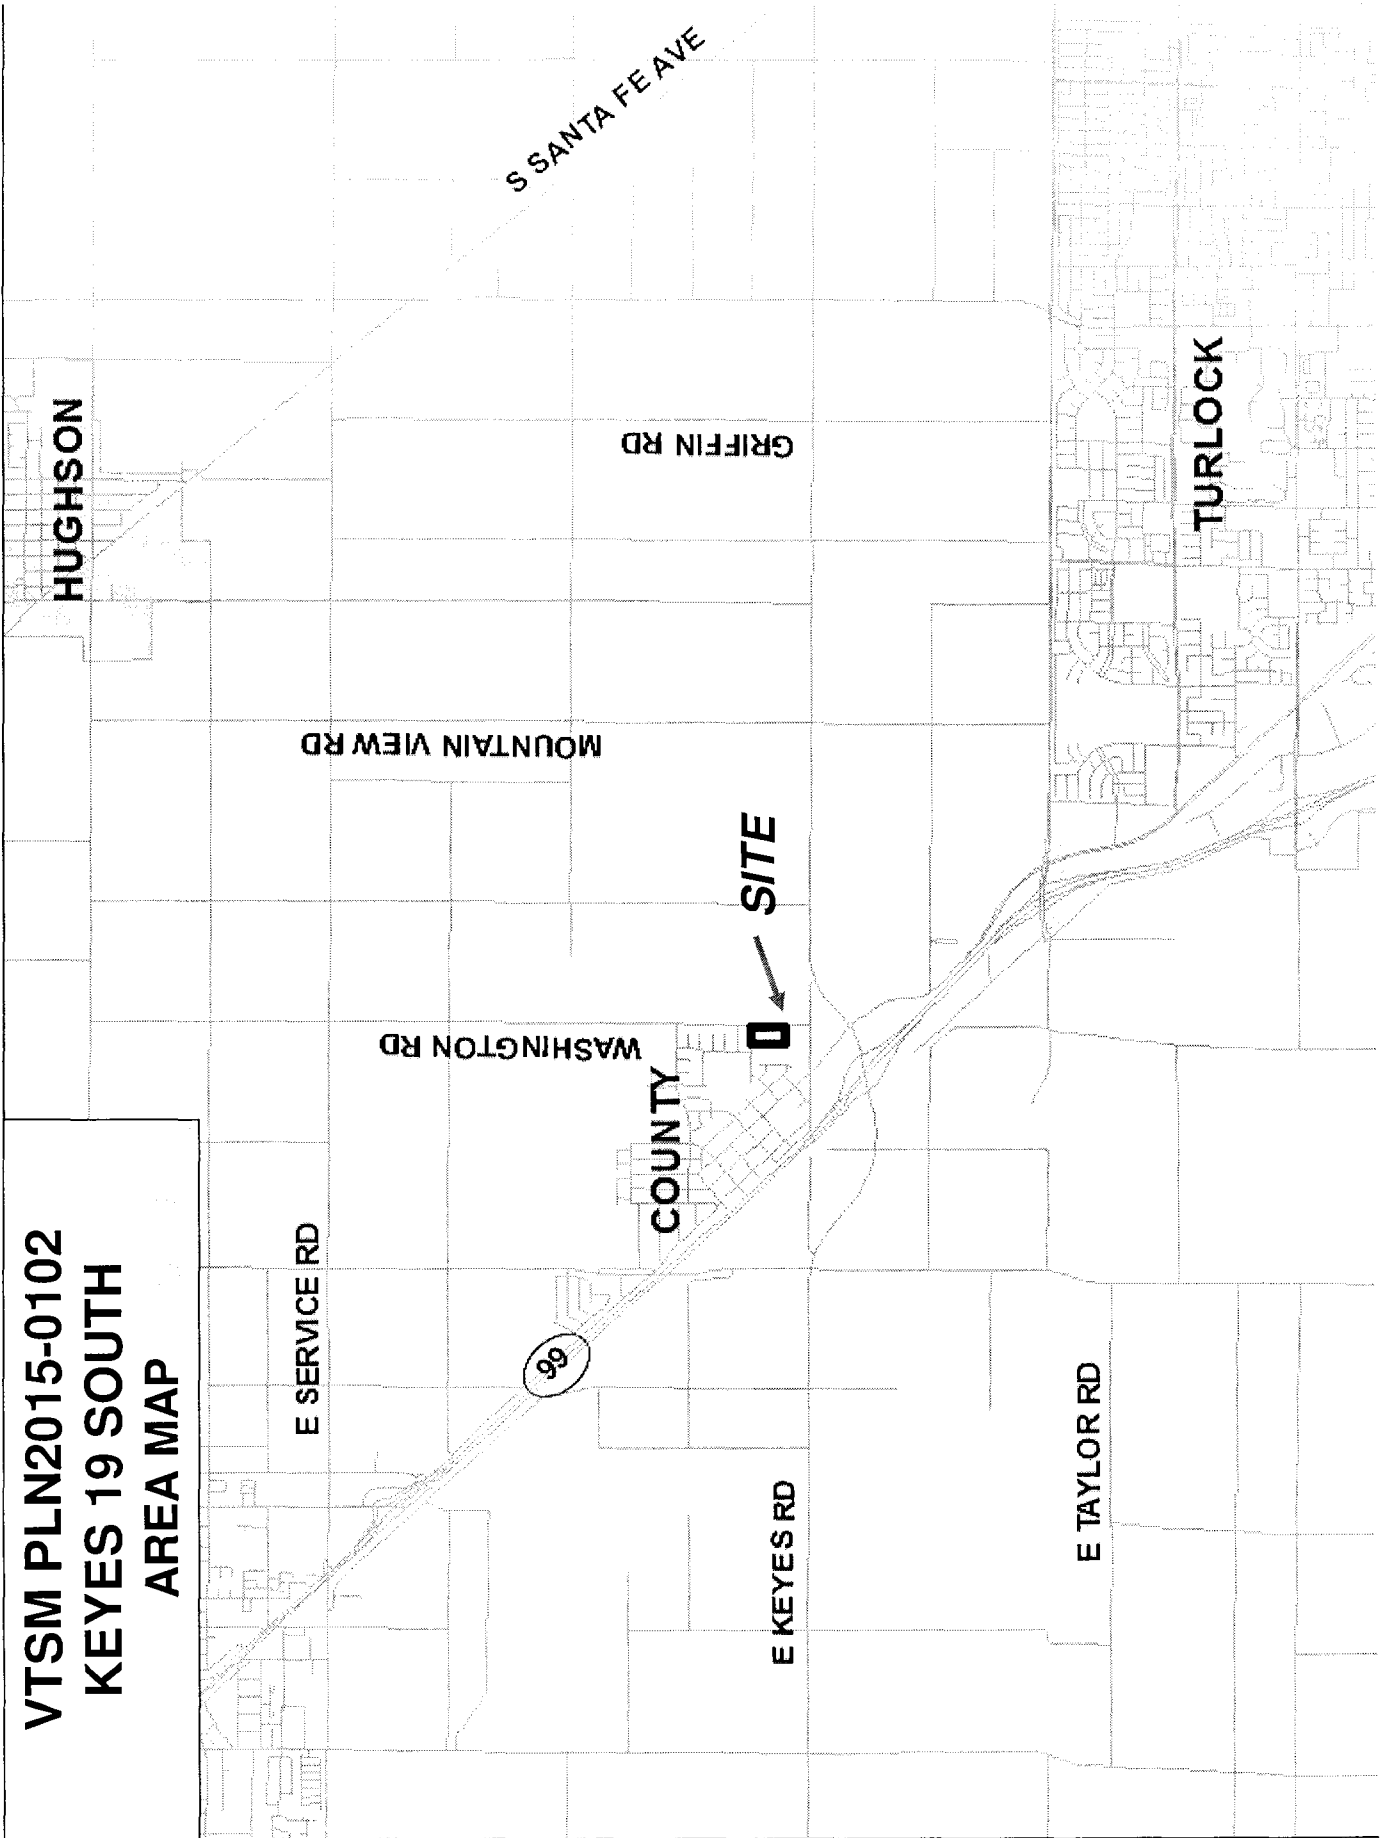 VTSM PLN2015-0102
KEYES 19 SOUTH
AREA MAP
HUGHSON
S SANTA FE AVE
E SERVICE RD
MOUNTAIN VIEW RD
WASHINGTON RD
GRIFFIN RD
99
COUNTY
SITE
E KEYES RD
E TAYLOR RD
TURLOCK